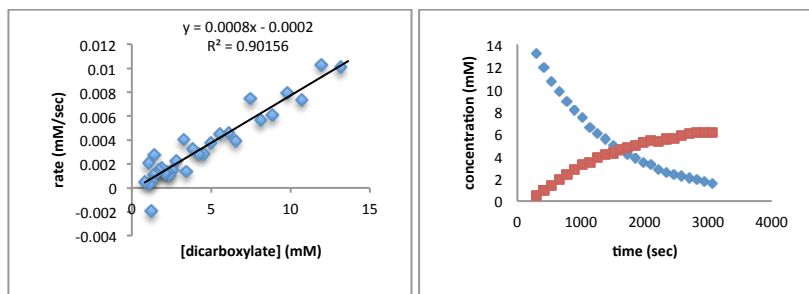 y = 0.0008x - 0.0002
R² = 0.90156
0.012
0.01
0.008
0.006
0.004
0.002
0
-0.002
-0.004
0 5 10 15
rate (mM/sec)
[dicarboxylate] (mM)
14
12
10
8
6
4
2
0
0 1000 2000 3000 4000
concentration (mM)
time (sec)